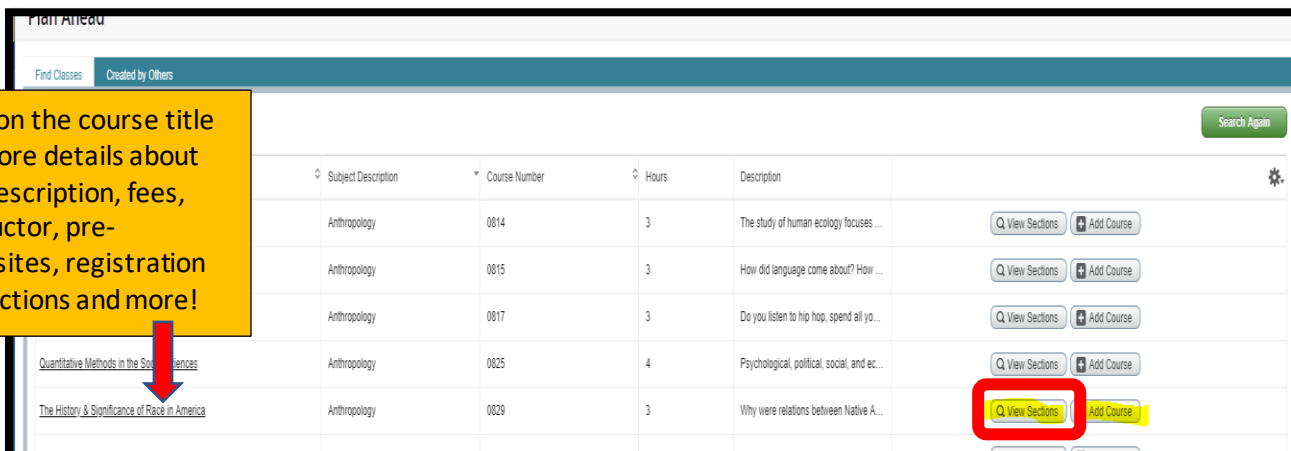 Plan Ahead
Find Classes Created by Others
on the course title
ore details about
escription, fees,
uctor, pre-
sites, registration
ctions and more!
Search Again
Subject Description Course Number Hours Description
Anthropology 0814 3 The study of human ecology focuses ... View Sections Add Course
Anthropology 0815 3 How did language come about? How ... View Sections Add Course
Anthropology 0817 3 Do you listen to hip hop, spend all yo... View Sections Add Course
Quantitative Methods in the Social Sciences Anthropology 0825 4 Psychological, political, social, and ec... View Sections Add Course
The History & Significance of Race in America Anthropology 0829 3 Why were relations between Native A... View Sections Add Course